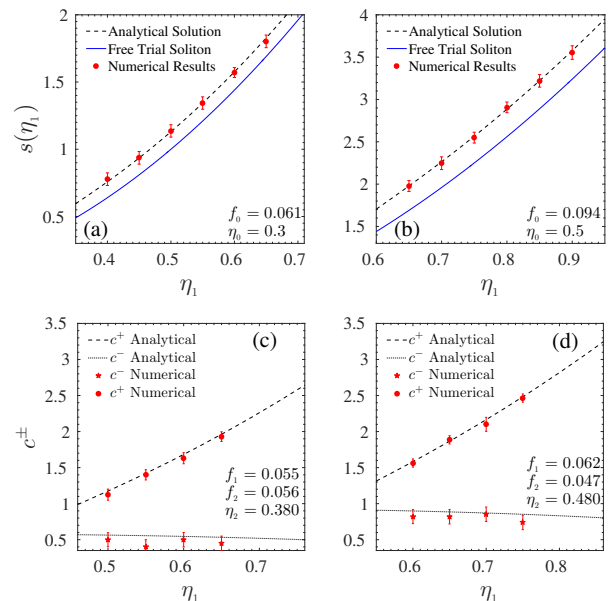 2
1.5
1
0.5
s(η₁)
--- Analytical Solution
Free Trial Soliton
Numerical Results
f₀ = 0.061
η₀ = 0.3
(a)
0.4 0.5 0.6 0.7
η₁
4
3.5
3
2.5
2
1.5
Analytical Solution
Free Trial Soliton
Numerical Results
f₀ = 0.094
η₀ = 0.5
(b)
0.6 0.7 0.8 0.9
η₁
3.5
3
2.5
2
1.5
1
0.5
c±
c⁺ Analytical
c⁻ Analytical
c⁻ Numerical
c⁺ Numerical
(c)
f₁ = 0.055
f₂ = 0.056
η₂ = 0.380
0.5 0.6 0.7
η₁
3.5
3
2.5
2
1.5
1
0.5
c⁺ Analytical
c⁻ Analytical
c⁻ Numerical
c⁺ Numerical
(d)
f₁ = 0.062
f₂ = 0.047
η₂ = 0.480
0.6 0.7 0.8
η₁